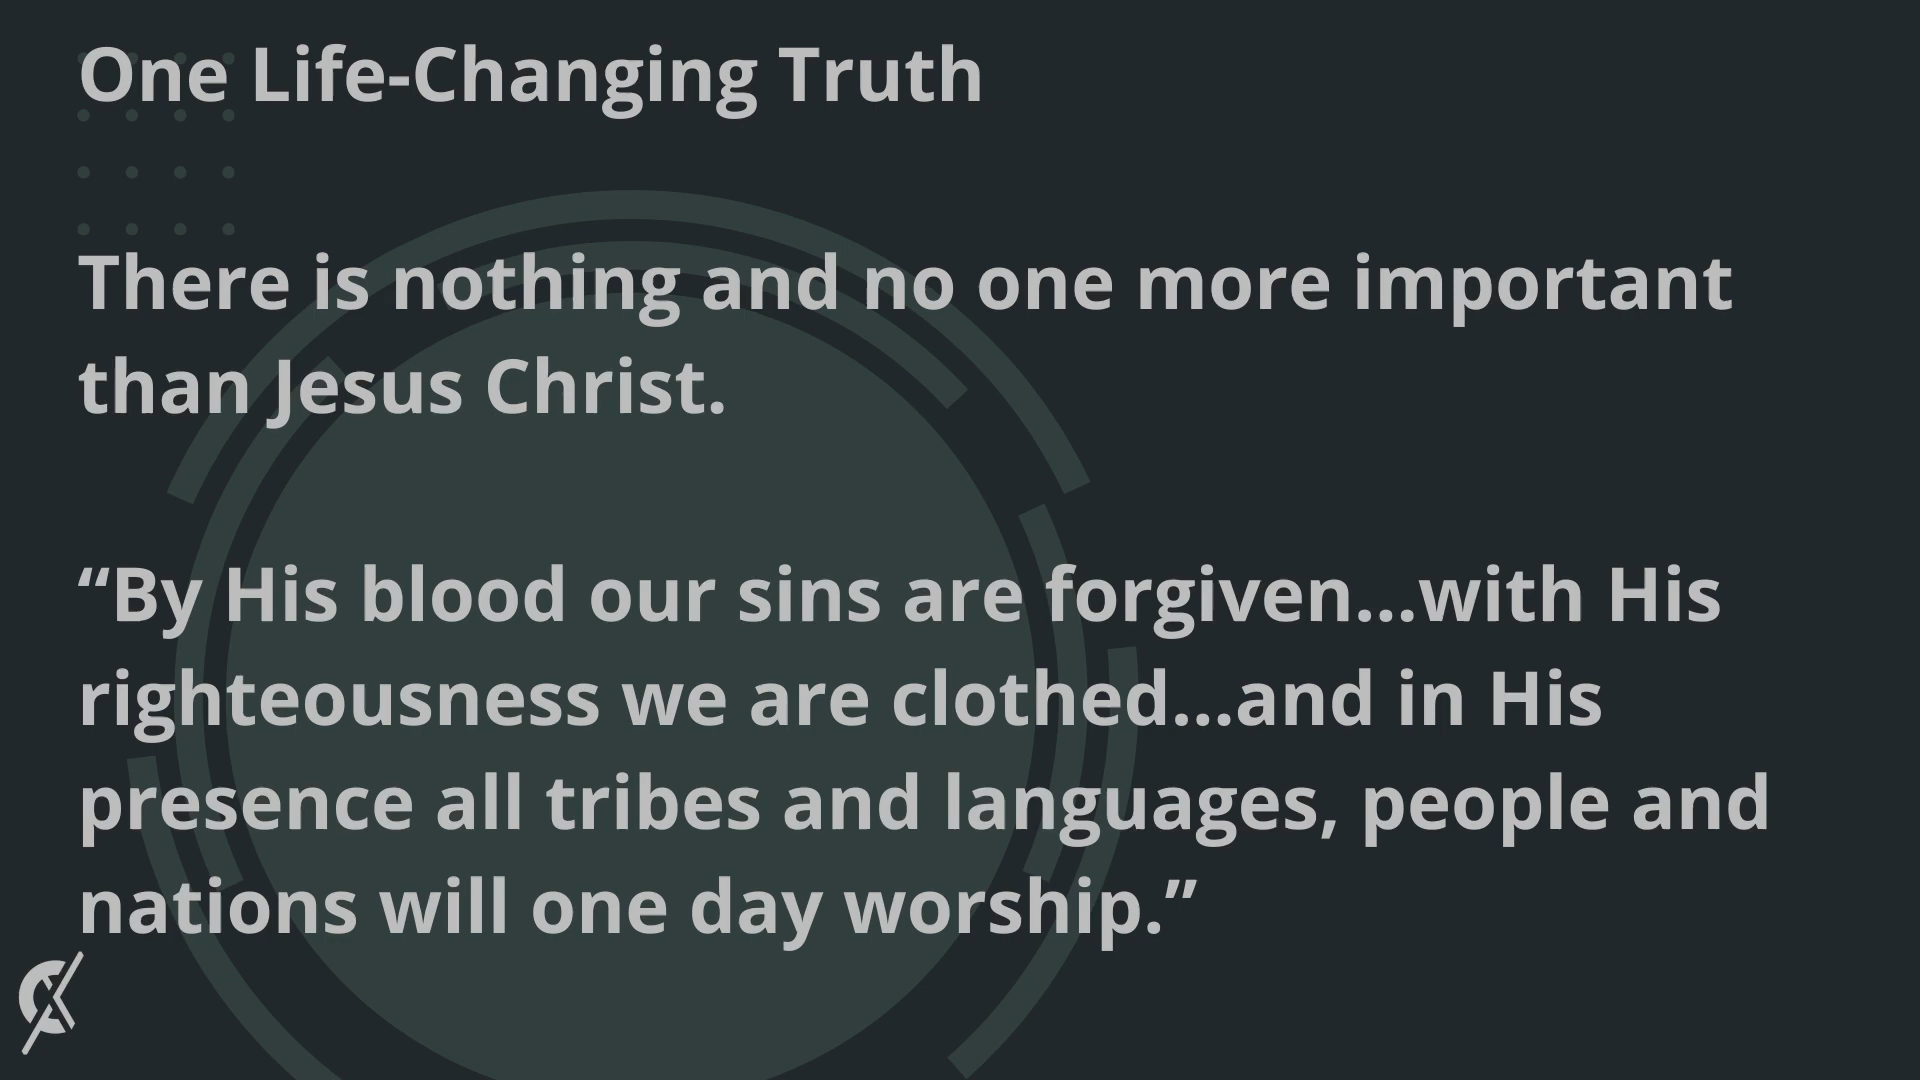 One Life-Changing Truth
There is nothing and no one more important
than Jesus Christ.
“By His blood our sins are forgiven...with His
righteousness we are clothed...and in His
presence all tribes and languages, people and
nations will one day worship.”